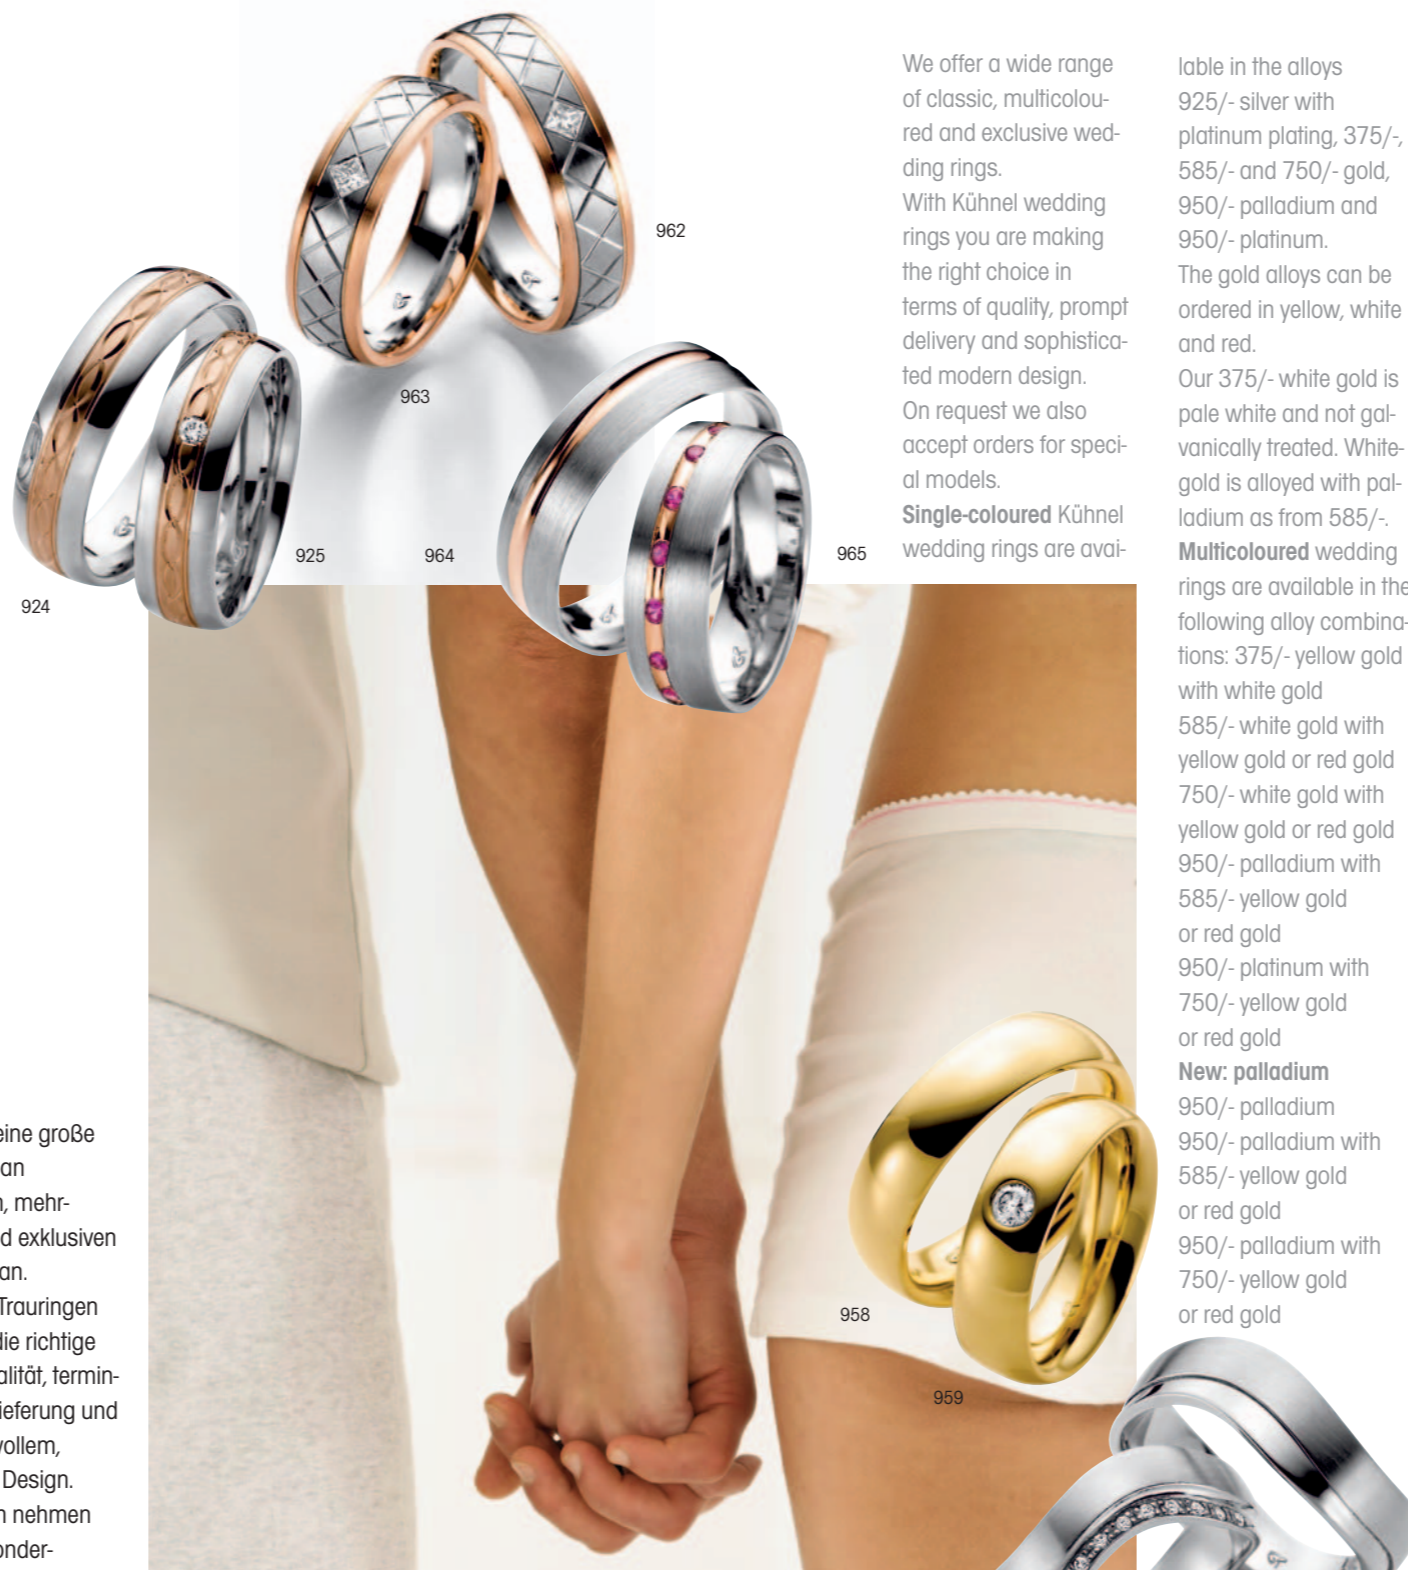 962
963
925
964
965
924
We offer a wide range
of classic, multicolou-
red and exclusive wed-
ding rings.
With Kühnel wedding
rings you are making
the right choice in
terms of quality, prompt
delivery and sophistica-
ted modern design.
On request we also
accept orders for speci-
al models.
Single-coloured Kühnel
wedding rings are avai-
lable in the alloys
925/- silver with
platinum plating, 375/-,
585/- and 750/- gold,
950/- palladium and
950/- platinum.
The gold alloys can be
ordered in yellow, white
and red.
Our 375/- white gold is
pale white and not gal-
vanically treated. White-
gold is alloyed with pal-
ladium as from 585/-.
Multicoloured wedding
rings are available in the
following alloy combina-
tions: 375/- yellow gold
with white gold
585/- white gold with
yellow gold or red gold
750/- white gold with
yellow gold or red gold
950/- palladium with
585/- yellow gold
or red gold
950/- platinum with
750/- yellow gold
or red gold
New: palladium
950/- palladium
950/- palladium with
585/- yellow gold
or red gold
950/- palladium with
750/- yellow gold
or red gold
eine große
an
mehr-
exklusiven
an.
Trauringen
die richtige
termin-
und
Design.
nehmen
958
959